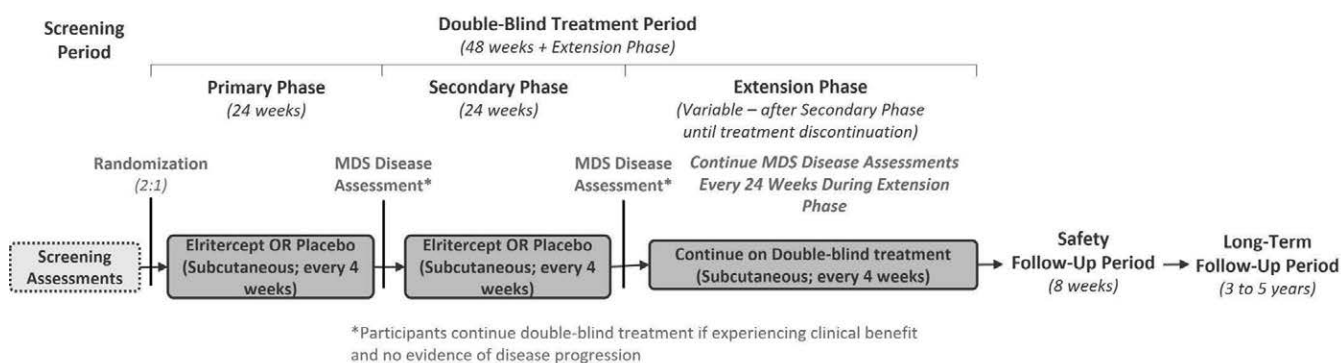 Screening
Period
Double-Blind Treatment Period
(48 weeks + Extension Phase)
Primary Phase
(24 weeks)
Secondary Phase
(24 weeks)
Extension Phase
(Variable – after Secondary Phase
until treatment discontinuation)
Randomization
(2:1)
MDS Disease
Assessment*
MDS Disease
Assessment*
Continue MDS Disease Assessments
Every 24 Weeks During Extension
Phase
Screening
Assessments
Elritercept OR Placebo
(Subcutaneous; every 4
weeks)
Elritercept OR Placebo
(Subcutaneous; every 4
weeks)
Continue on Double-blind treatment
(Subcutaneous; every 4 weeks)
Safety
Follow-Up Period
(8 weeks)
Long-Term
Follow-Up Period
(3 to 5 years)
*Participants continue double-blind treatment if experiencing clinical benefit
and no evidence of disease progression